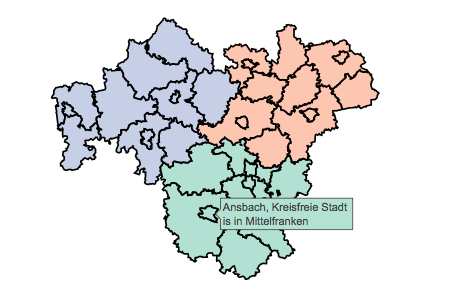 Ansbach, Kreisfreie Stadt
is in Mittelfranken